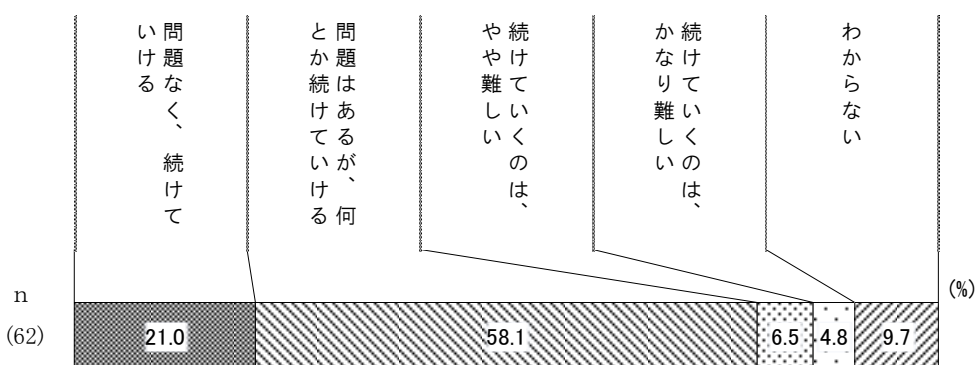 問題なく、続けて
いける
問題はあるが、何
とか続けていける
続けていくのは、
やや難しい
続けていくのは、
かなり難しい
わからない
n
(%)
(62)
21.0
58.1
6.5
4.8
9.7